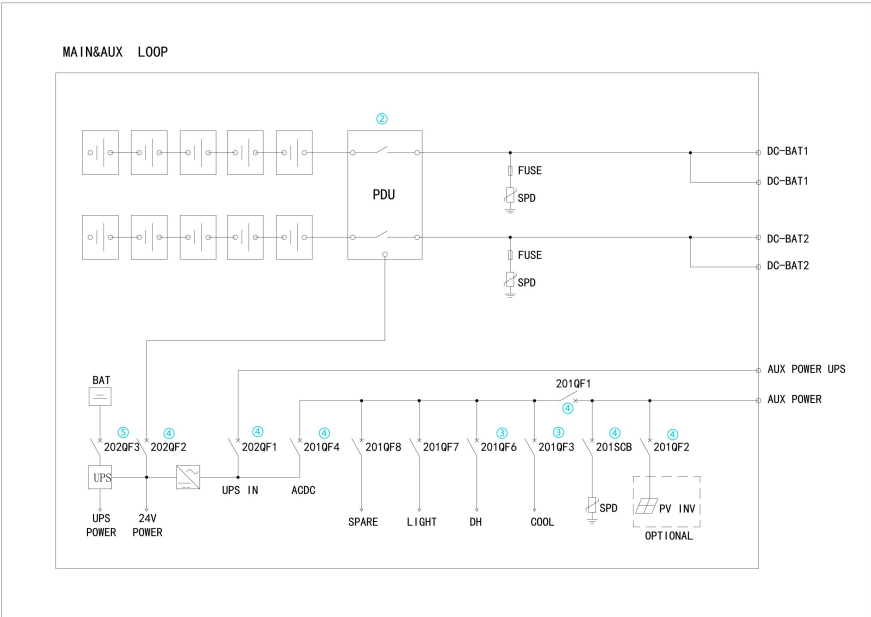 MAIN&AUX LOOP
②
PDU
DC-BAT1
FUSE
DC-BAT1
SPD
DC-BAT2
FUSE
DC-BAT2
SPD
AUX POWER UPS
BAT
201QF1
AUX POWER
④
⑤
④
④
④
③
③
④
④
202QF3
202QF2
202QF1
201QF4
201QF8
201QF7
201QF6
201QF3
201SCB
201QF2
UPS
UPS IN
ACDC
SPD
PV INV
UPS
POWER
24V
POWER
SPARE
LIGHT
DH
COOL
OPTIONAL